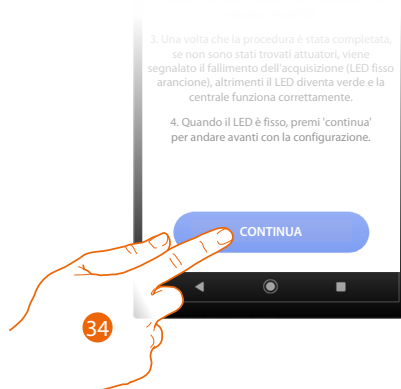 3. Una volta che la procedura è stata completata,
se non sono stati trovati attuatori, viene
segnalato il fallimento dell'acquisizione (LED fisso
arancione), altrimenti il LED diventa verde e la
centrale funziona correttamente.
4. Quando il LED è fisso, premi 'continua'
per andare avanti con la configurazione.
CONTINUA
34